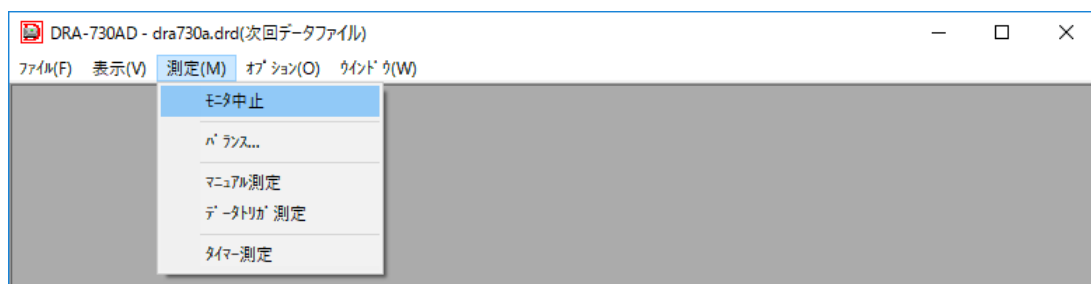 DRA-730AD - dra730a.drd(次回データファイル)
ﾌｧｲﾙ(F) 表示(V) 測定(M) ｵﾌﾟｼｮﾝ(O) ｳｲﾝﾄﾞｳ(W)
ﾓﾆﾀ中止
ﾊﾞﾗﾝｽ...
ﾏﾆｭｱﾙ測定
ﾃﾞｰﾀﾄﾘｶﾞ測定
ﾀｲﾏｰ測定